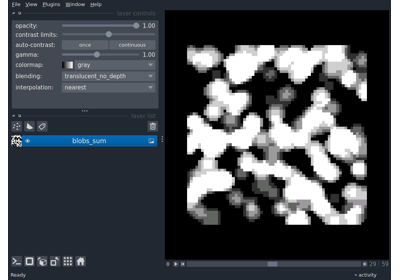 File View Plugins Window Help
layer controls
opacity: 1.00
contrast limits:
auto-contrast: once continuous
gamma: 1.00
colormap: gray
blending: translucent_no_depth
interpolation: nearest
layer list
blobs_sum
29 59
Ready
activity